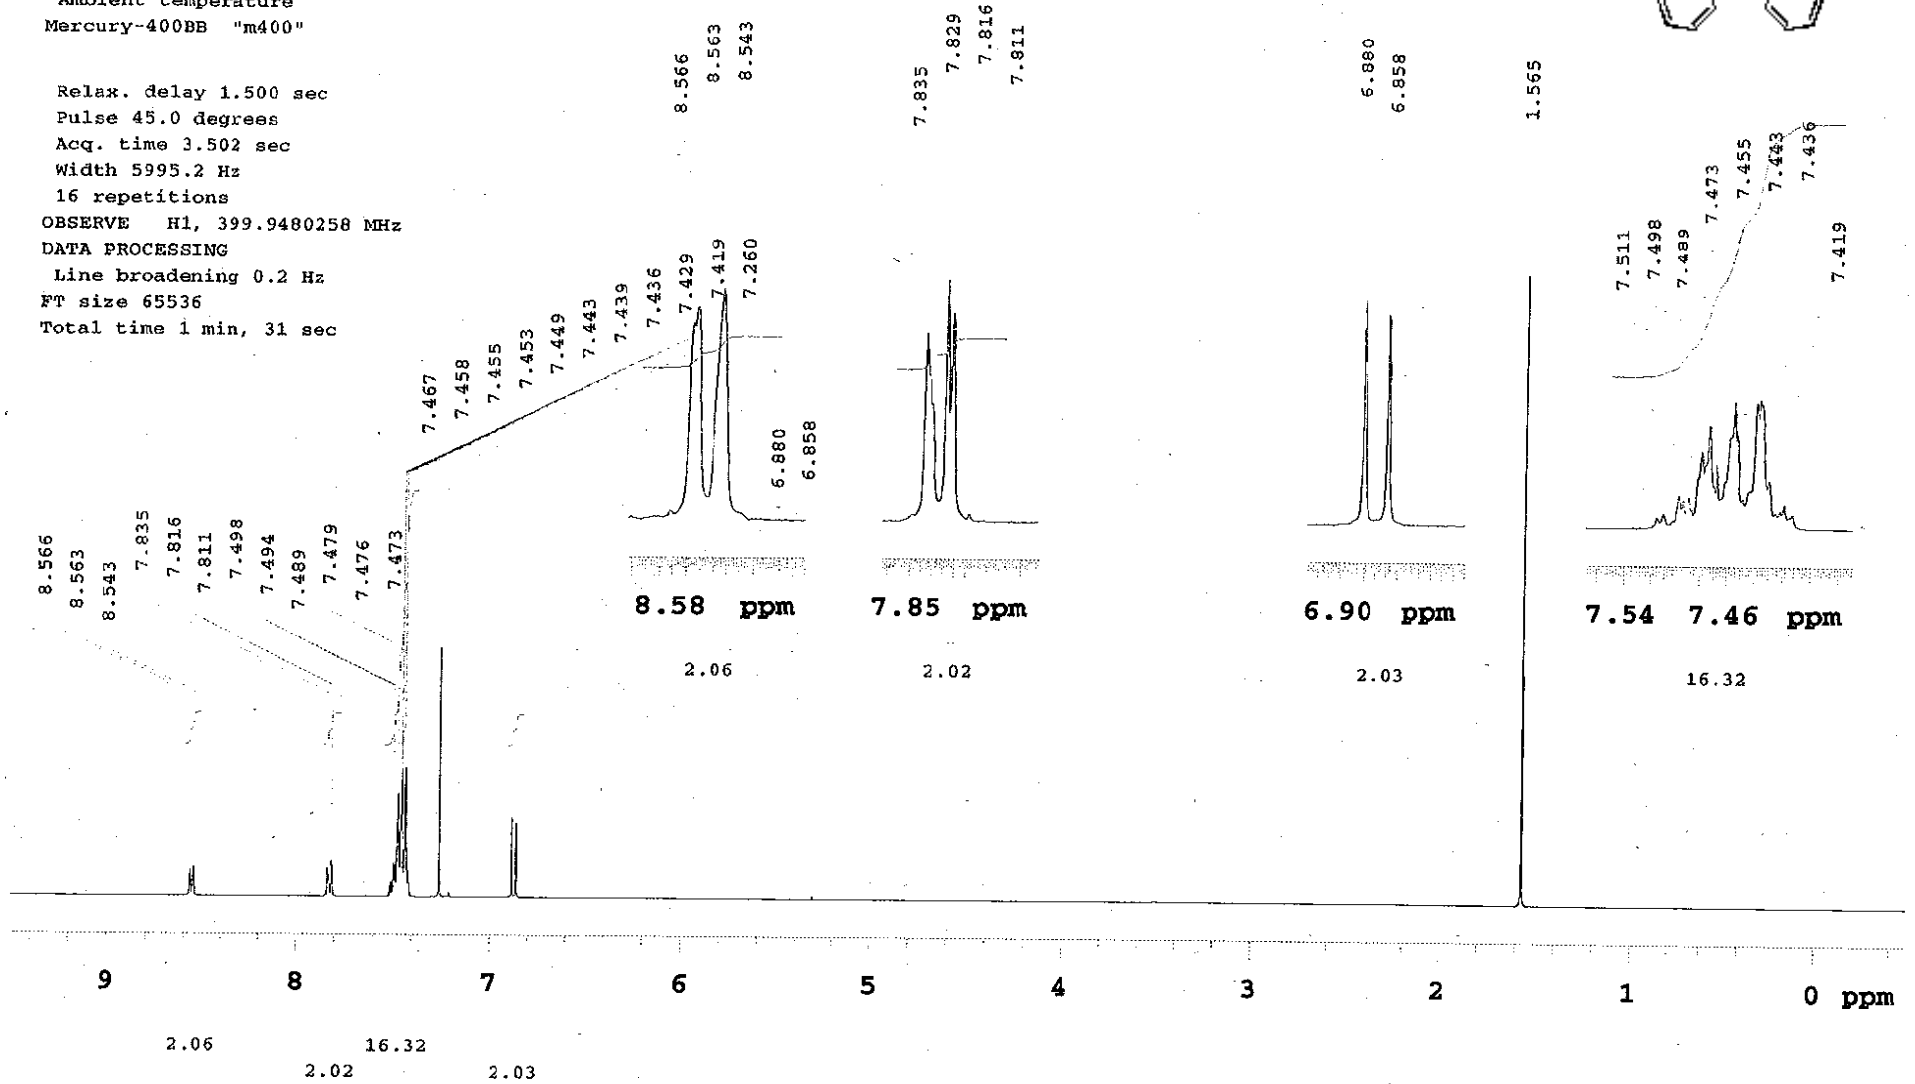 Ambient temperature
Mercury-400BB "m400"
Relax. delay 1.500 sec
Pulse 45.0 degrees
Acq. time 3.502 sec
Width 5995.2 Hz
16 repetitions
OBSERVE H1, 399.9480258 MHz
DATA PROCESSING
Line broadening 0.2 Hz
FT size 65536
Total time 1 min, 31 sec
8.566
8.563
8.543
7.835
7.829
7.816
7.811
6.880
6.858
1.565
7.511
7.498
7.489
7.473
7.455
7.443
7.436
7.419
8.566
8.563
8.543
7.835
7.816
7.811
7.498
7.494
7.489
7.479
7.476
7.473
7.467
7.458
7.455
7.453
7.449
7.443
7.439
7.436
7.429
7.419
7.260
6.880
6.858
8.58 ppm
7.85 ppm
6.90 ppm
7.54 7.46 ppm
2.06
2.02
2.03
16.32
9 8 7 6 5 4 3 2 1 0 ppm
2.06 16.32
2.02 2.03